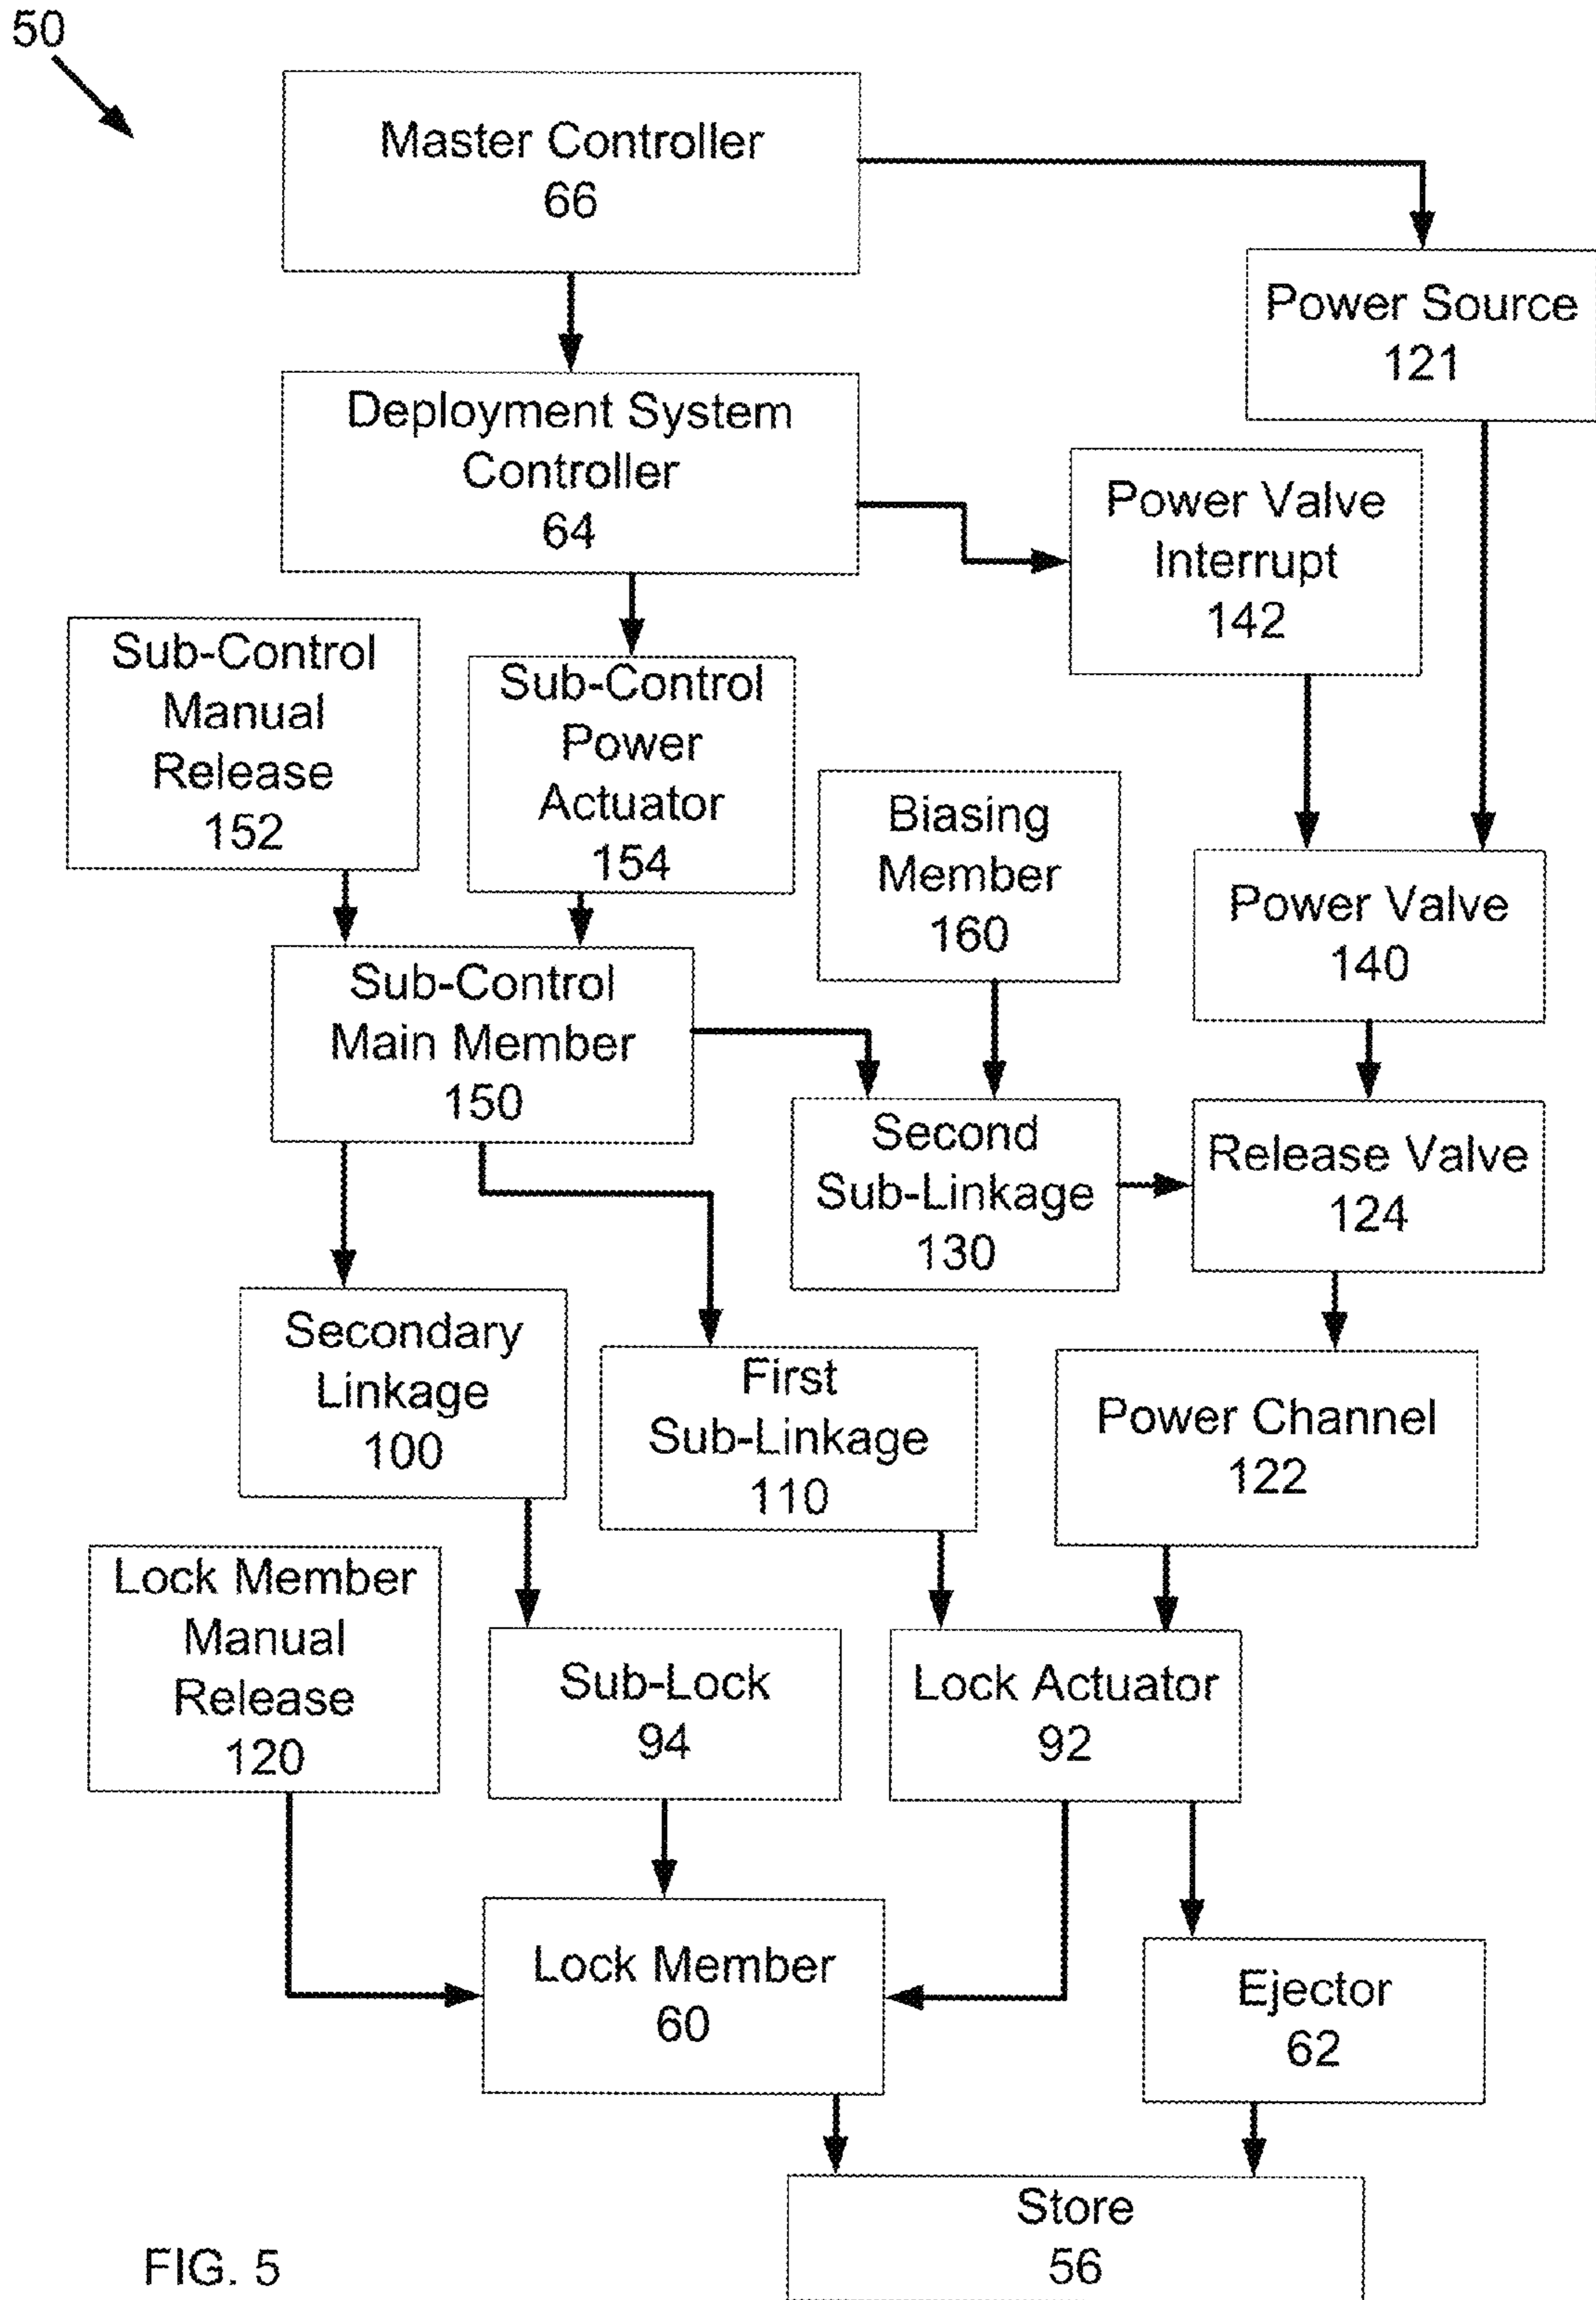 50
Master Controller
66
Power Source
121
Deployment System
Controller
64
Power Valve
Interrupt
142
Sub-Control
Manual
Release
152
Sub-Control
Power
Actuator
154
Biasing
Member
160
Power Valve
140
Sub-Control
Main Member
150
Second
Sub-Linkage
130
Release Valve
124
Secondary
Linkage
100
First
Sub-Linkage
110
Power Channel
122
Lock Member
Manual
Release
120
Sub-Lock
94
Lock Actuator
92
Lock Member
60
Ejector
62
Store
56
FIG. 5